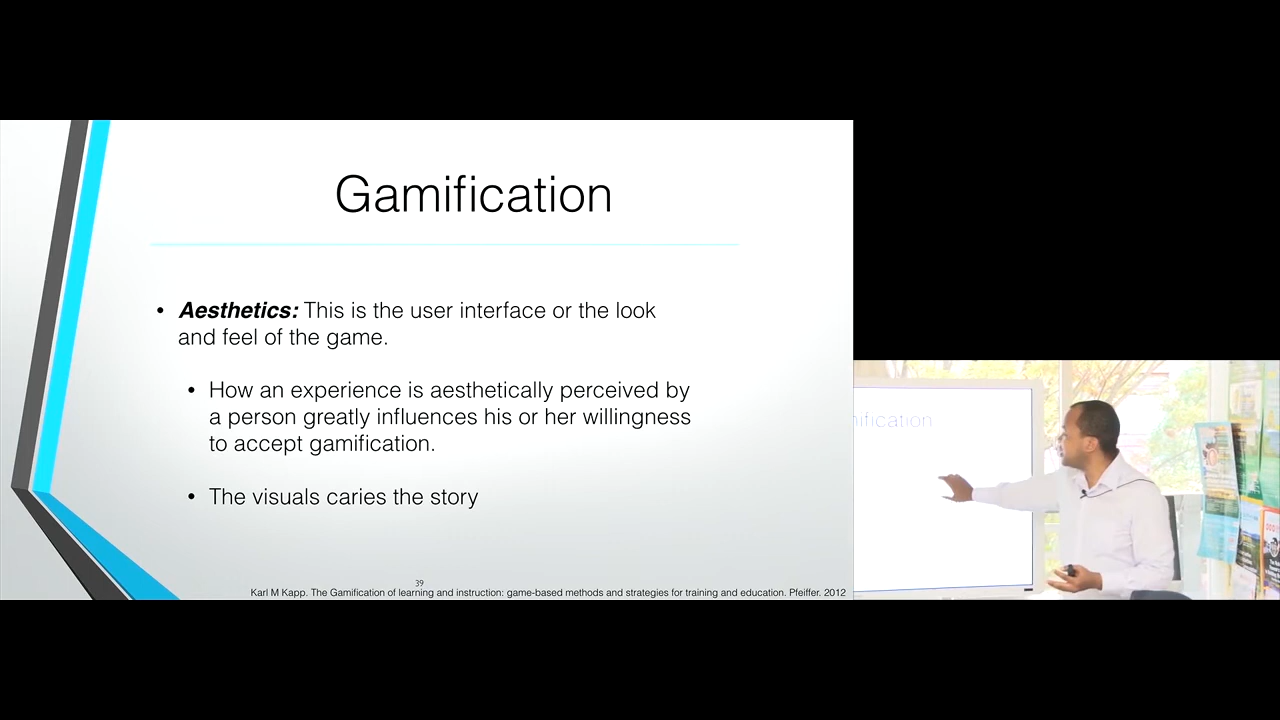 Gamification
• Aesthetics: This is the user interface or the look
and feel of the game.
• How an experience is aesthetically perceived by
a person greatly influences his or her willingness
to accept gamification.
• The visuals caries the story
39
Karl M Kapp. The Gamification of learning and instruction: game-based methods and strategies for training and education. Pfeiffer. 2012
mification